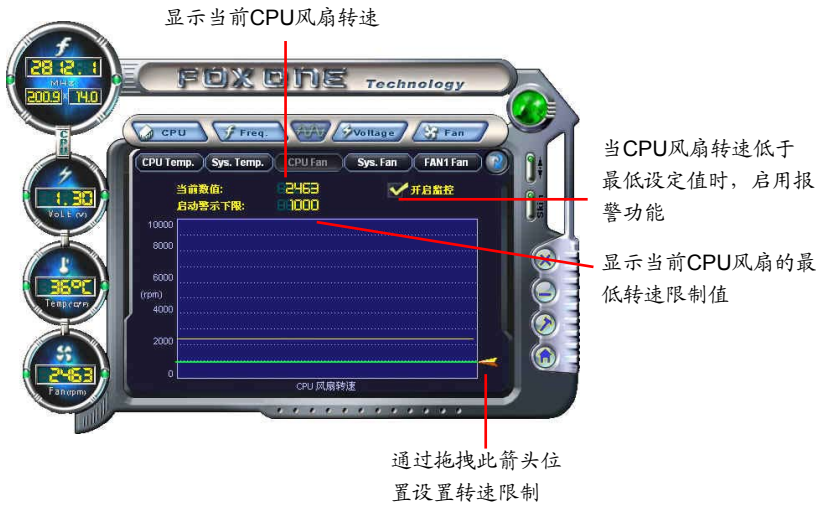 显示当前CPU风扇转速
f
2812.1
MHZ
200.9 x 14.0
CPU
1.30
Volt(v)
36°C
Temp(C/F)
2463
Fan(rpm)
FOX ONE Technology
CPU
Freq.
Voltage
Fan
CPU Temp.
Sys. Temp.
CPU Fan
Sys. Fan
FAN1 Fan
?
当前数值: 2463
开启监控
启动警示下限: 1000
10000
8000
6000
(rpm)
4000
2000
0
CPU 风扇转速
Skin
当CPU风扇转速低于
最低设定值时，启用报
警功能
显示当前CPU风扇的最
低转速限制值
通过拖拽此箭头位
置设置转速限制